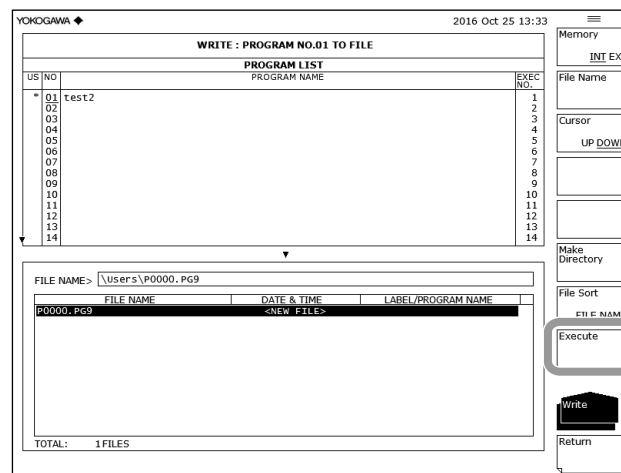 YOKOGAWA ◆ 2016 Oct 25 13:33
WRITE : PROGRAM NO.01 TO FILE
PROGRAM LIST
US NO PROGRAM NAME EXEC NO.
* 01 test2 1
02 2
03 3
04 4
05 5
06 6
07 7
08 8
09 9
10 10
11 11
12 12
13 13
14 14
FILE NAME> \Users\P0000.PG9
FILE NAME DATE & TIME LABEL/PROGRAM NAME
P0000.PG9 <NEW FILE>
TOTAL: 1FILES
Memory
INT EX
File Name
Cursor
UP DOW
Make
Directory
File Sort
FILE NAM
Execute
Write
Return